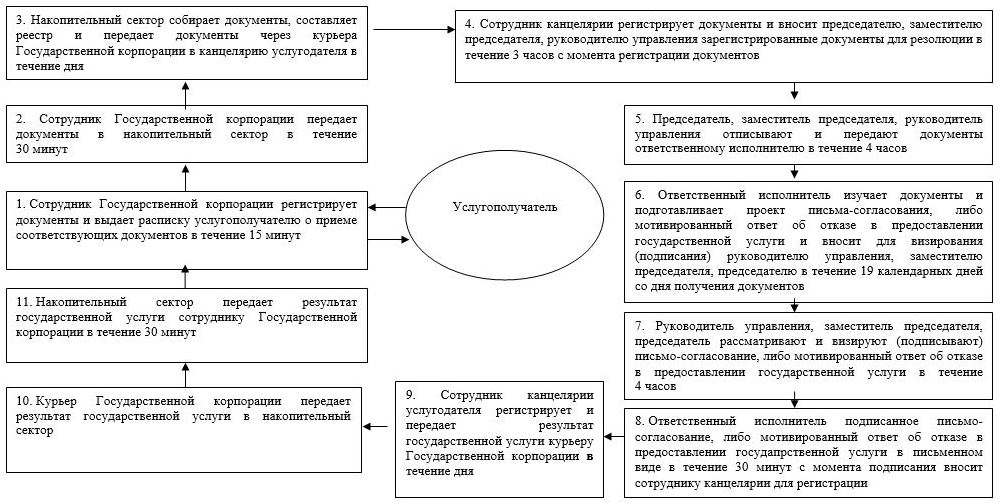 3. Накопительный сектор собирает документы, составляет
реестр и передает документы через курьера
Государственной корпорации в канцелярию услугодателя в
течение дня
4. Сотрудник канцелярии регистрирует документы и вносит председателю, заместителю
председателя, руководителю управления зарегистрированные документы для резолюции в
течение 3 часов с момента регистрации документов
2. Сотрудник Государственной корпорации передает
документы в накопительный сектор в течение
30 минут
5. Председатель, заместитель председателя, руководитель
управления отписывают и передают документы
ответственному исполнителю в течение 4 часов
1. Сотрудник Государственной корпорации регистрирует
документы и выдает расписку услугополучателю о приеме
соответствующих документов в течение 15 минут
Услугополучатель
6. Ответственный исполнитель изучает документы и
подготавливает проект письма-согласования, либо
мотивированный ответ об отказе в предоставлении
государственной услуги и вносит для визирования
(подписания) руководителю управления, заместителю
председателя, председателю в течение 19 календарных дней
со дня получения документов
11. Накопительный сектор передает результат
государственной услуги сотруднику Государственной
корпорации в течение 30 минут
7. Руководитель управления, заместитель председателя,
председатель рассматривают и визируют (подписывают)
письмо-согласование, либо мотивированный ответ об отказе
в предоставлении государственной услуги в течение
4 часов
10. Курьер Государственной корпорации передает
результат государственной услуги в накопительный
сектор
9. Сотрудник канцелярии
услугодателя регистрирует и
передает результат
государственной услуги курьеру
Государственной корпорации в
течение дня
8. Ответственный исполнитель подписанное письмо-
согласование, либо мотивированный ответ об отказе в
предоставлении госудапрственной услуги в письменном
виде в течение 30 минут с момента подписания вносит
сотруднику канцелярии для регистрации